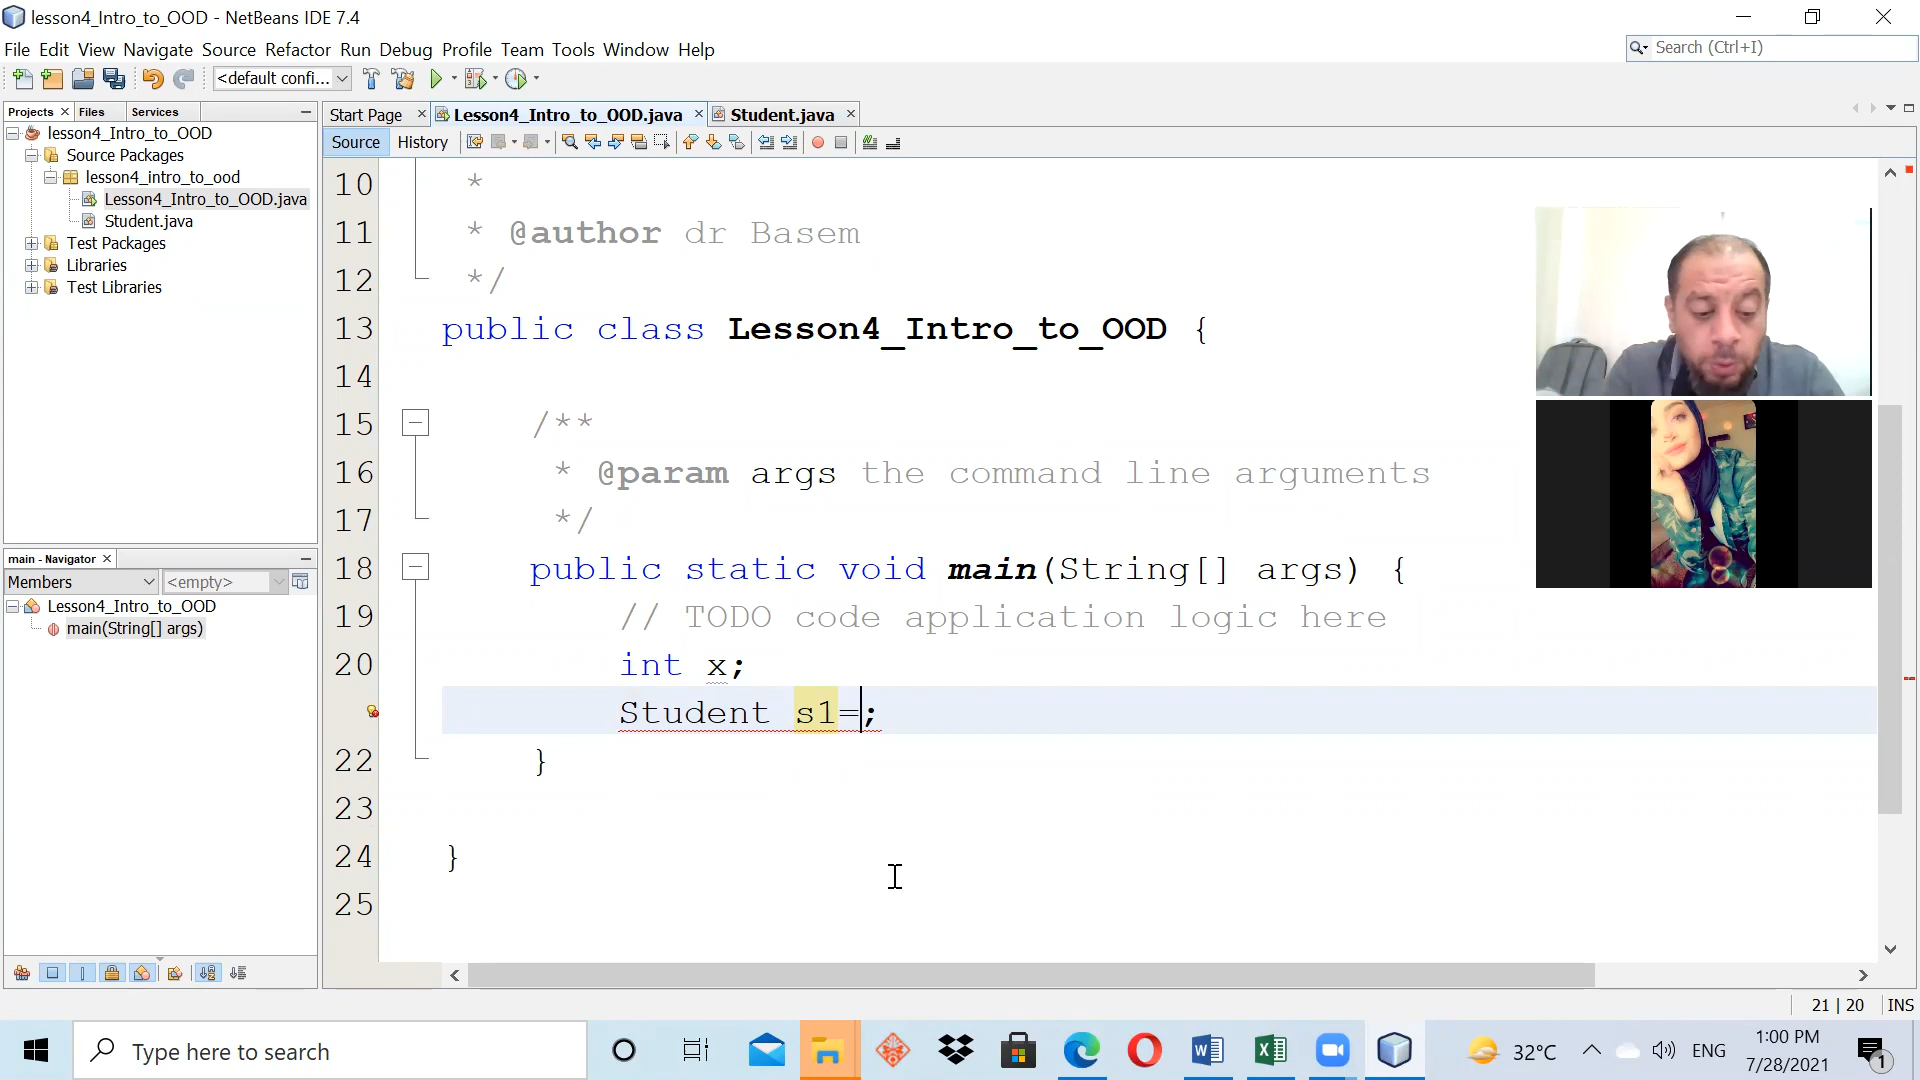 lesson4_Intro_to_OOD - NetBeans IDE 7.4
File Edit View Navigate Source Refactor Run Debug Profile Team Tools Window Help
Search (Ctrl+I)
<default confi...
Projects Files Services
lesson4_Intro_to_OOD
Source Packages
lesson4_intro_to_ood
Lesson4_Intro_to_OOD.java
Student.java
Test Packages
Libraries
Test Libraries
main - Navigator
Members <empty>
Lesson4_Intro_to_OOD
main(String[] args)
Start Page Lesson4_Intro_to_OOD.java Student.java
Source History
10 *
11 * @author dr Basem
12 */
13 public class Lesson4_Intro_to_OOD {
14
15 /**
16 * @param args the command line arguments
17 */
18 public static void main(String[] args) {
19 // TODO code application logic here
20 int x;
Student s1=;
22 }
23
24 }
25
21 | 20 INS
Type here to search
32°C ENG
1:00 PM
7/28/2021
1